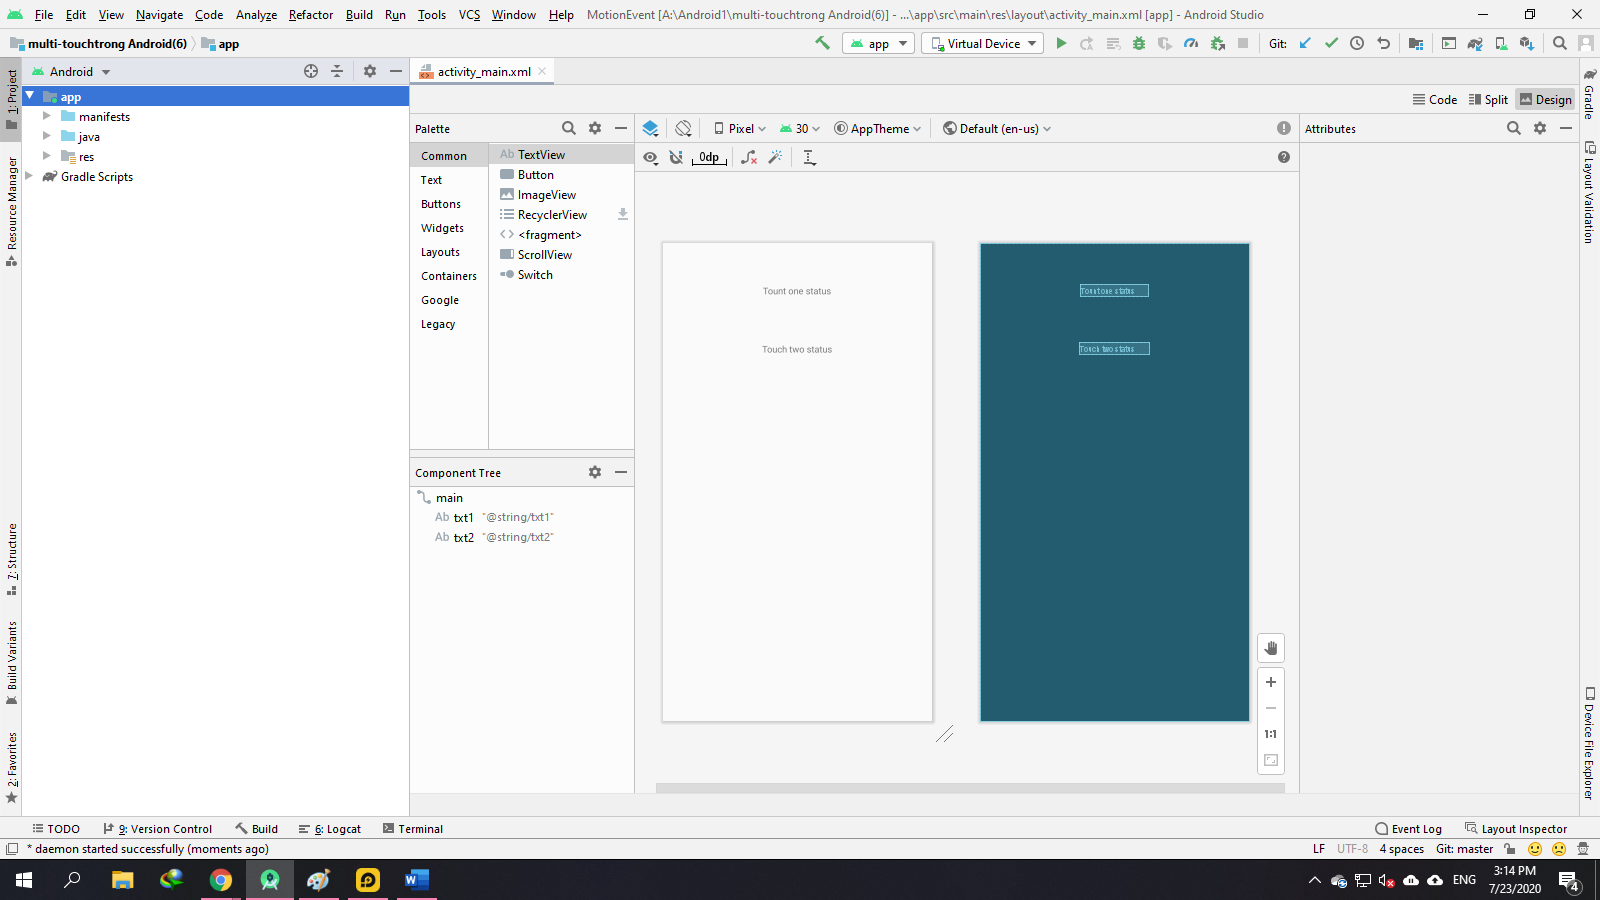 File Edit View Navigate Code Analyze Refactor Build Run Tools VCS Window Help MotionEvent [A:\Android1\multi-touchtrong Android(6)] - ...\app\src\main\res\layout\activity_main.xml [app] - Android Studio
multi-touchtrong Android(6) app
app Virtual Device Git:
1: Project
Resource Manager
7: Structure
Build Variants
2: Favorites
Android
app
manifests
java
res
Gradle Scripts
activity_main.xml
Code Split Design
Palette
Common
Text
Buttons
Widgets
Layouts
Containers
Google
Legacy
Ab TextView
Button
ImageView
RecyclerView
<fragment>
ScrollView
Switch
Pixel 30 AppTheme Default (en-us)
0dp
Component Tree
main
Ab txt1 "@string/txt1"
Ab txt2 "@string/txt2"
Tount one status
Touch two status
Tount one status
Touch two status
1:1
Attributes
Gradle
Layout Validation
Device File Explorer
TODO 9: Version Control Build 6: Logcat Terminal Event Log Layout Inspector
* daemon started successfully (moments ago) LF UTF-8 4 spaces Git: master
W ENG 3:14 PM
7/23/2020 4